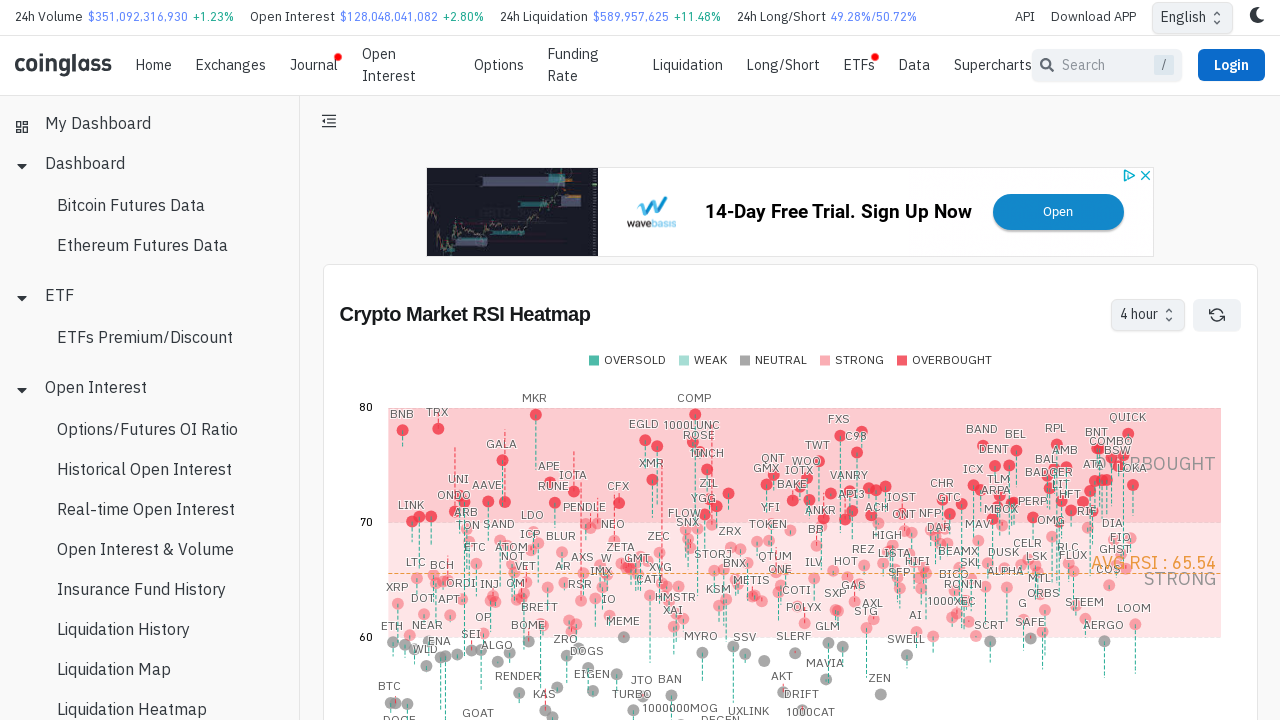 24h Volume $351,092,316,930 +1.23% Open Interest $128,048,041,082 +2.80% 24h Liquidation $589,957,625 +11.48% 24h Long/Short 49.28%/50.72% API Download APP English
coinglass Home Exchanges Journal Open Interest Options Funding Rate Liquidation Long/Short ETFs Data Supercharts Search / Login
My Dashboard
Dashboard
Bitcoin Futures Data
Ethereum Futures Data
ETF
ETFs Premium/Discount
Open Interest
Options/Futures OI Ratio
Historical Open Interest
Real-time Open Interest
Open Interest & Volume
Insurance Fund History
Liquidation History
Liquidation Map
Liquidation Heatmap
wavebasis 14-Day Free Trial. Sign Up Now Open
Crypto Market RSI Heatmap 4 hour
OVERSOLD WEAK NEUTRAL STRONG OVERBOUGHT
MKR COMP
80
BNB TRX EGLD 1000LUNC FXS QUICK
ROSE C98 BAND BEL RPL BNT
GALA 1INCH TWT DENT AMB COMBO
BSW
APE XMR QNT WOO BAL ATA
UNI IOTA GMX IOTX VANRY ICX BADGER
AAVE RUNE CFX ZIL BAKE TLM LIT
ONDO YGG API3 CHR ARPA HFT
LINK ARB PENDLE YFI ANKR ACH IOST GTC MBOX PERP RIF
LDO FLOW NFP
70
TON SAND NEO SNX TOKEN BB DAR MAV OMG DIA
ICP BLUR ZEC ZRX HIGH CELR FIO
ETC ATOM ZETA REZ LISTA BEAMX DUSK RLC GHST
NOT AXS W GMT STORJ QTUM HOT HIFI SKL LSK FLUX
LTC BCH VET AR XVG BNX ONE ILV SFP ALPHA COS AVG RSI : 65.54
IMX CATI BICO MTL STRONG
XRP ORDI INJ OM RSR KSM METIS COTI SXP GAS RONIN ORBS
DOT APT BRETT IO HMSTR POLYX AXL 1000XEC G STEEM
OP MEME XAI STG AI LOOM
ETH NEAR BOME GLM SCRT SAFE AERGO
60
ENA SEI ZRO MYRO SSV SLERF SWELL
WLD ALGO DOGS
MAVIA
RENDER EIGEN JTO BAN AKT ZEN
BTC KAS TURBO DRIFT
GOAT 1000000MOG UXLINK 1000CAT